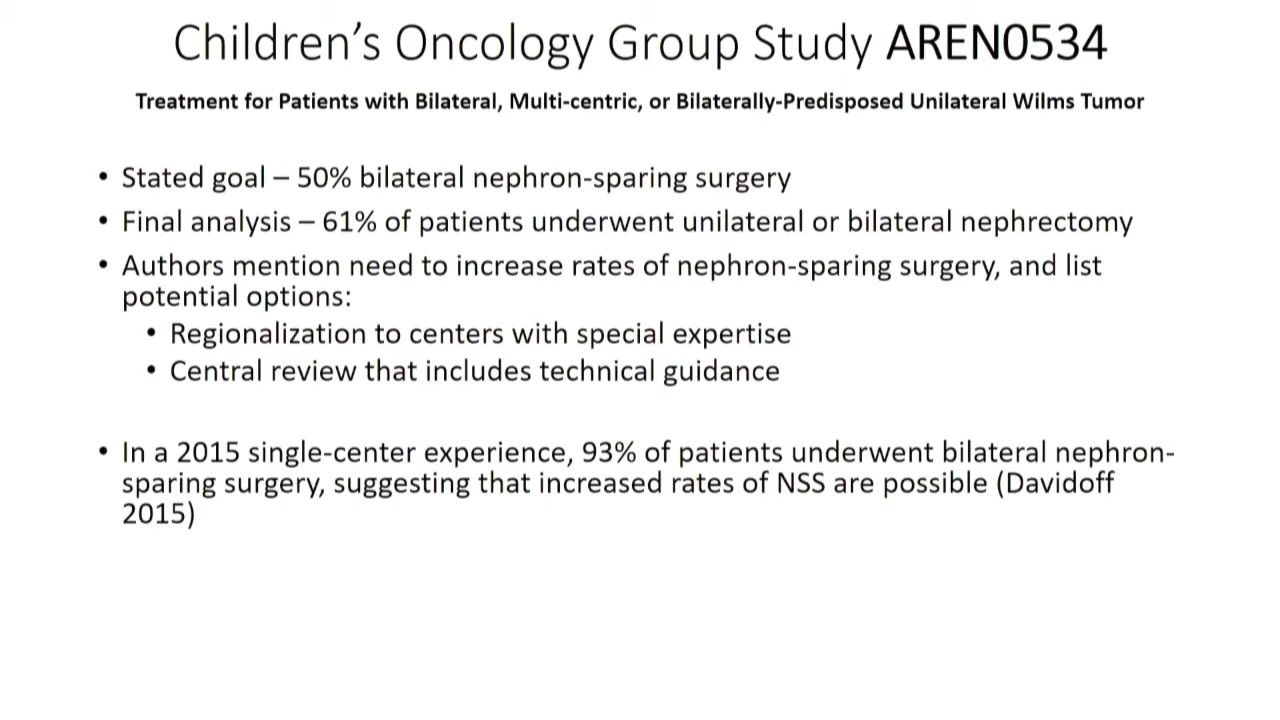 Children's Oncology Group Study AREN0534
Treatment for Patients with Bilateral, Multi-centric, or Bilaterally-Predisposed Unilateral Wilms Tumor
• Stated goal – 50% bilateral nephron-sparing surgery
• Final analysis – 61% of patients underwent unilateral or bilateral nephrectomy
• Authors mention need to increase rates of nephron-sparing surgery, and list
potential options:
• Regionalization to centers with special expertise
• Central review that includes technical guidance
• In a 2015 single-center experience, 93% of patients underwent bilateral nephron-
sparing surgery, suggesting that increased rates of NSS are possible (Davidoff
2015)